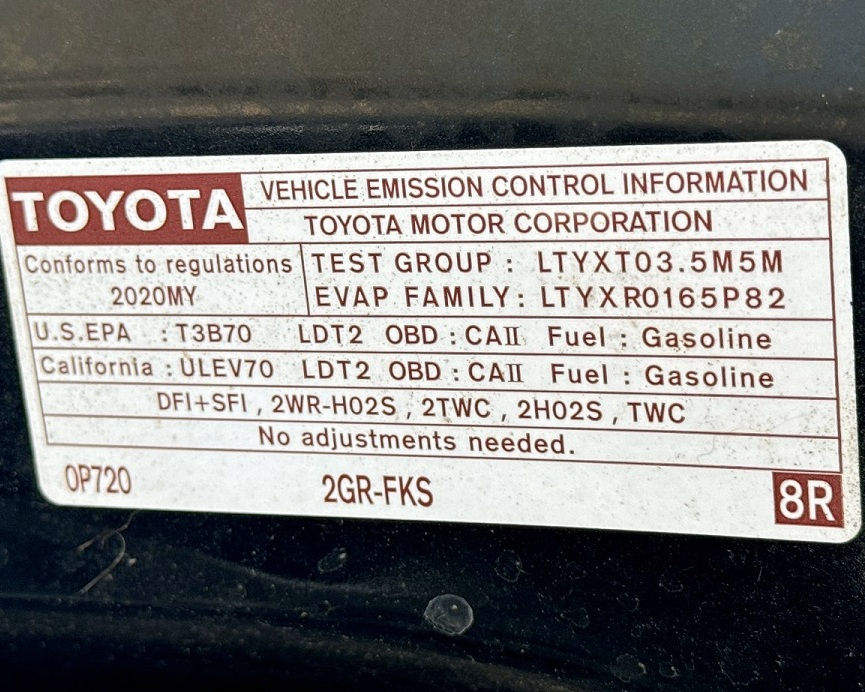 TOYOTA VEHICLE EMISSION CONTROL INFORMATION
TOYOTA MOTOR CORPORATION
Conforms to regulations
2020MY
TEST GROUP : LTYXT03.5M5M
EVAP FAMILY : LTYXR0165P82
U.S.EPA : T3B70 LDT2 OBD : CAII Fuel : Gasoline
California : ULEV70 LDT2 OBD : CAII Fuel : Gasoline
DFI+SFI , 2WR-HO2S , 2TWC , 2HO2S , TWC
No adjustments needed.
0P720 2GR-FKS 8R